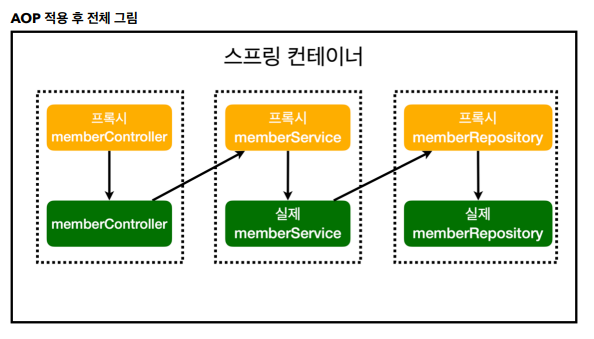 AOP 적용 후 전체 그림
스프링 컨테이너
프록시
memberController
프록시
memberService
프록시
memberRepository
memberController
실제
memberService
실제
memberRepository